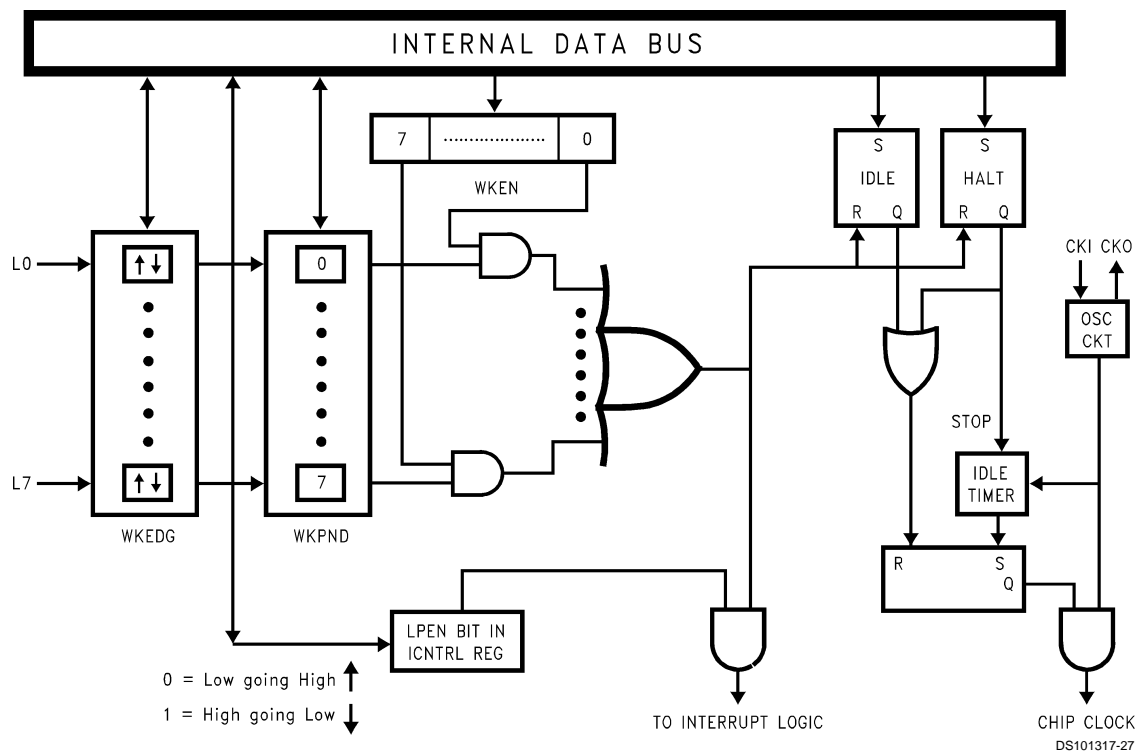 INTERNAL DATA BUS
7 ..................... 0
WKEN
S
IDLE
R Q
S
HALT
R Q
CKI CKO
OSC
CKT
L0
0
L7
7
WKEDG
WKPND
STOP
IDLE
TIMER
R S
Q
LPEN BIT IN
ICNTRL REG
0 = Low going High
1 = High going Low
TO INTERRUPT LOGIC
CHIP CLOCK
DS101317-27